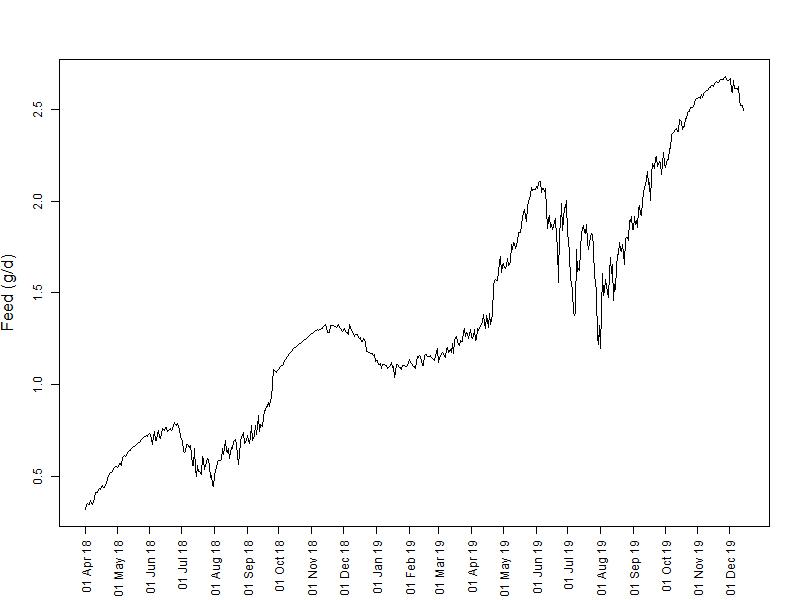 Feed (g/d)
2.5
2.0
1.5
1.0
0.5
01 Apr 18
01 May 18
01 Jun 18
01 Jul 18
01 Aug 18
01 Sep 18
01 Oct 18
01 Nov 18
01 Dec 18
01 Jan 19
01 Feb 19
01 Mar 19
01 Apr 19
01 May 19
01 Jun 19
01 Jul 19
01 Aug 19
01 Sep 19
01 Oct 19
01 Nov 19
01 Dec 19